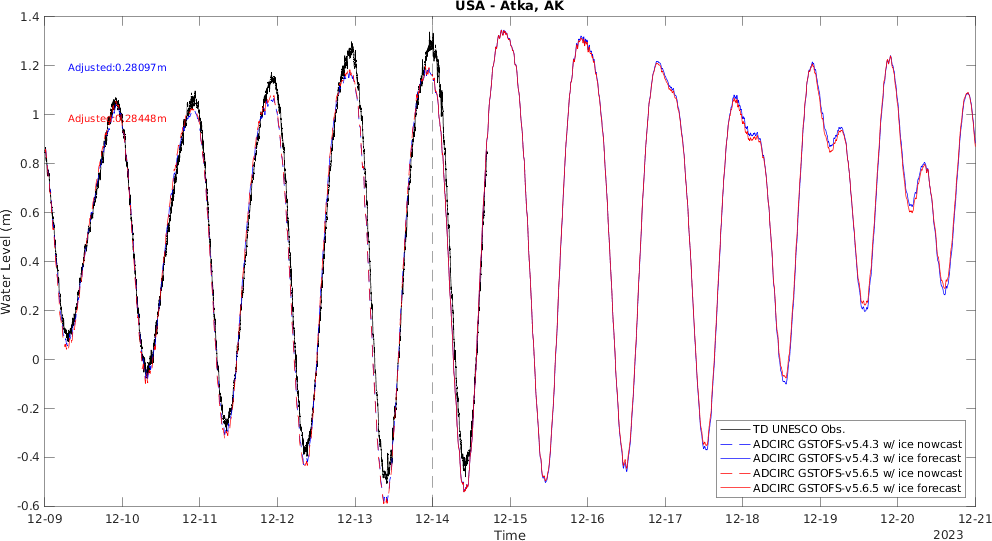 USA - Atka, AK
1.4
1.2
1
0.8
0.6
0.4
0.2
0
-0.2
-0.4
-0.6
Water Level (m)
Adjusted:0.28097m
Adjusted:0.28448m
TD UNESCO Obs.
ADCIRC GSTOFS-v5.4.3 w/ ice nowcast
ADCIRC GSTOFS-v5.4.3 w/ ice forecast
ADCIRC GSTOFS-v5.6.5 w/ ice nowcast
ADCIRC GSTOFS-v5.6.5 w/ ice forecast
12-09 12-10 12-11 12-12 12-13 12-14 12-15 12-16 12-17 12-18 12-19 12-20 12-21
Time
2023